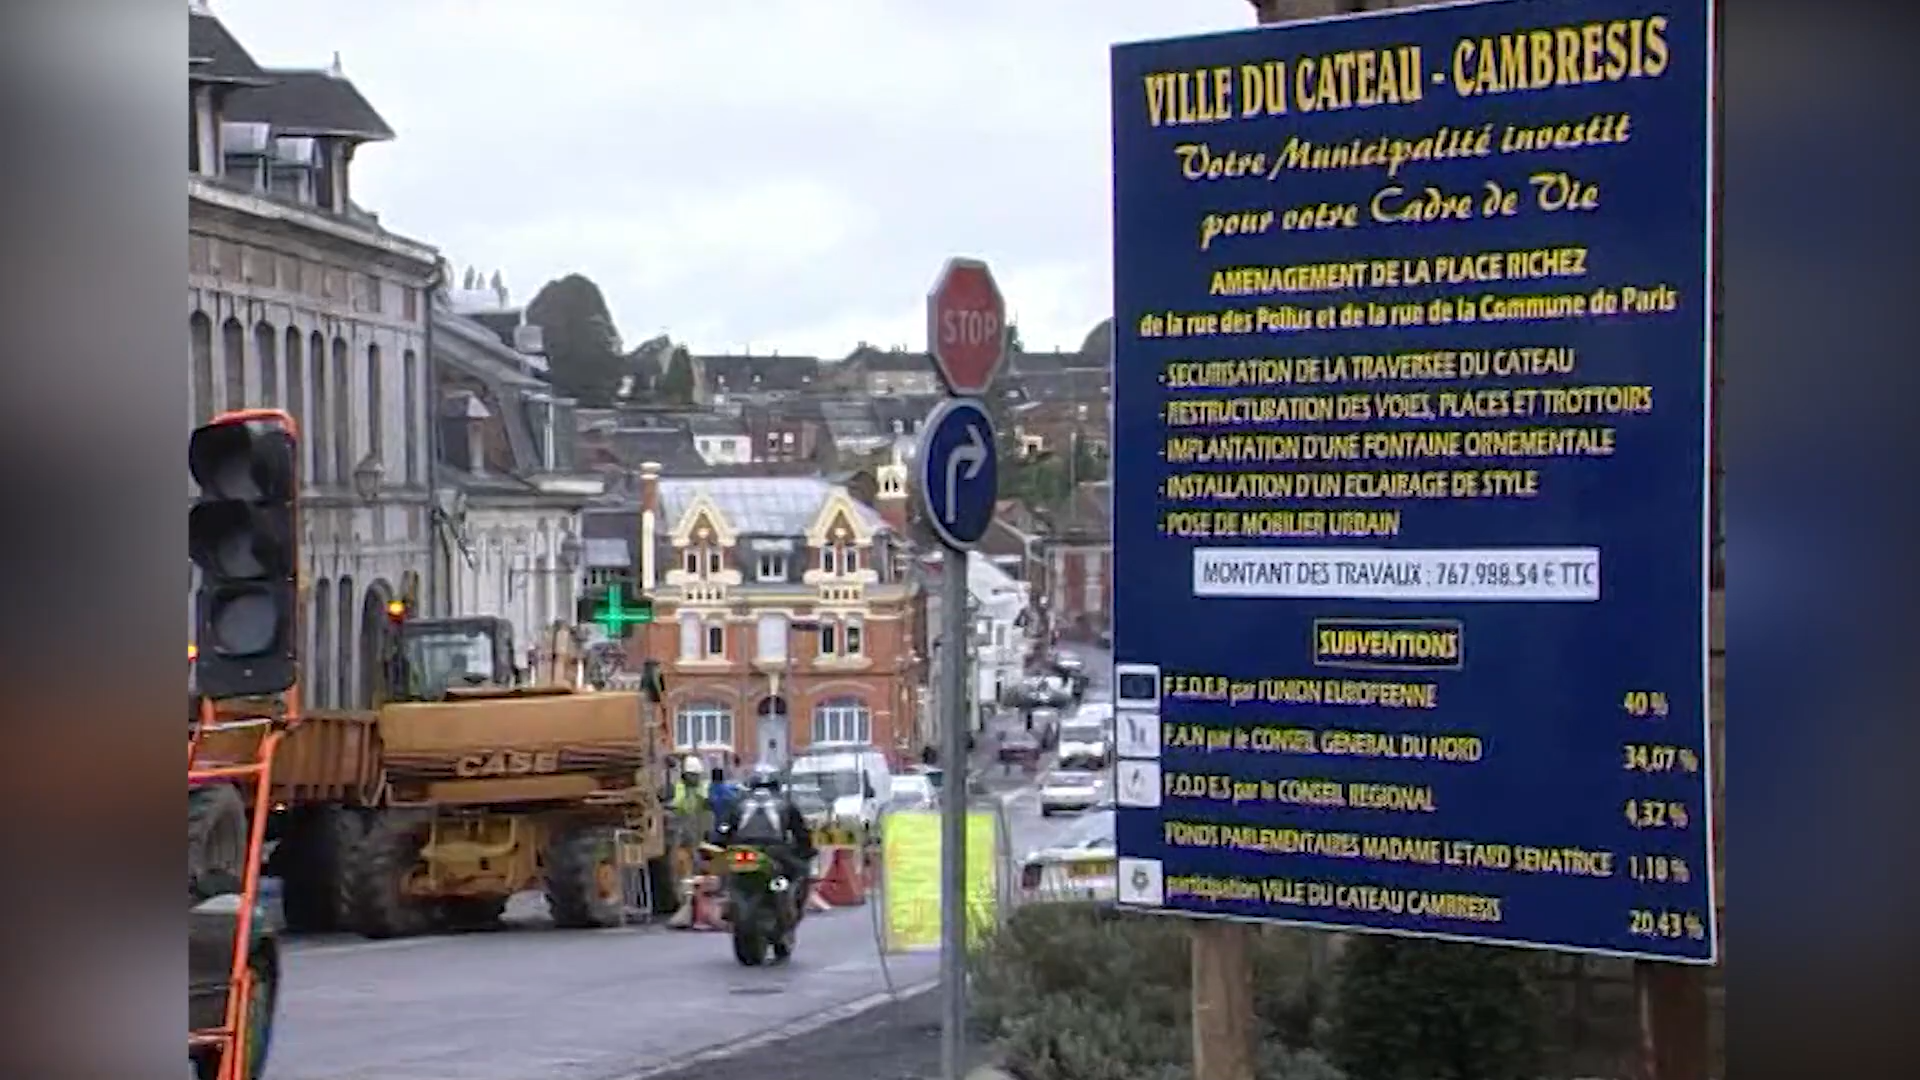 VILLE DU CATEAU - CAMBRESIS
Votre Municipalité investit
pour votre Cadre de Vie
AMENAGEMENT DE LA PLACE RICHEZ
de la rue des Poilus et de la rue de la Commune de Paris
- SECURISATION DE LA TRAVERSEE DU CATEAU
- RESTRUCTURATION DES VOIES, PLACES ET TROTTOIRS
- IMPLANTATION D'UNE FONTAINE ORNEMENTALE
- INSTALLATION D'UN ECLAIRAGE DE STYLE
- POSE DE MOBILIER URBAIN
MONTANT DES TRAVAUX : 767.998.54 € TTC
SUBVENTIONS
F.E.D.E.R par l'UNION EUROPEENNE 40 %
F.A.N par le CONSEIL GENERAL DU NORD 34,07 %
F.O.D.E.S par le CONSEIL REGIONAL 4,32 %
FONDS PARLEMENTAIRES MADAME LETARD SENATRICE 1,18 %
participation VILLE DU CATEAU CAMBRESIS 20,43 %
STOP
CASE